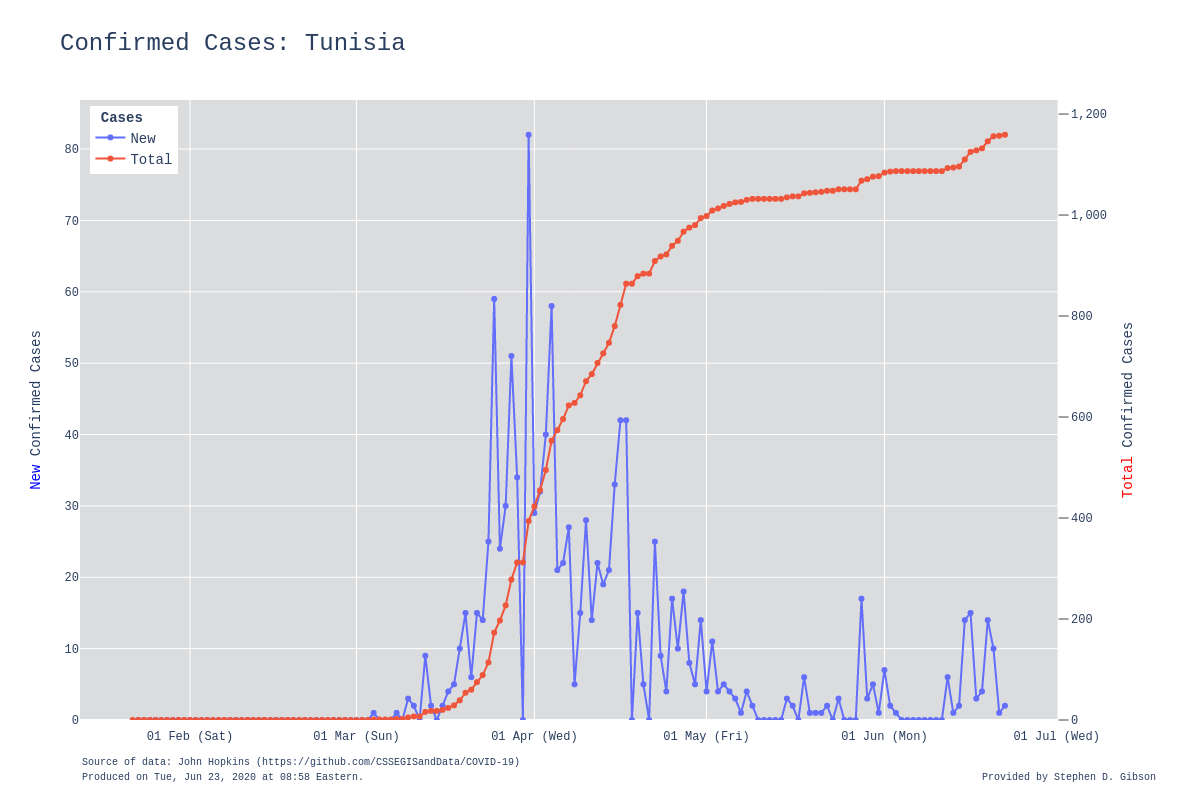 Confirmed Cases: Tunisia
Cases
New
Total
80
70
60
50
40
30
20
10
0
1,200
1,000
800
600
400
200
0
New Confirmed Cases
Total Confirmed Cases
01 Feb (Sat)
01 Mar (Sun)
01 Apr (Wed)
01 May (Fri)
01 Jun (Mon)
01 Jul (Wed)
Source of data: John Hopkins (https://github.com/CSSEGISandData/COVID-19)
Produced on Tue, Jun 23, 2020 at 08:58 Eastern.
Provided by Stephen D. Gibson